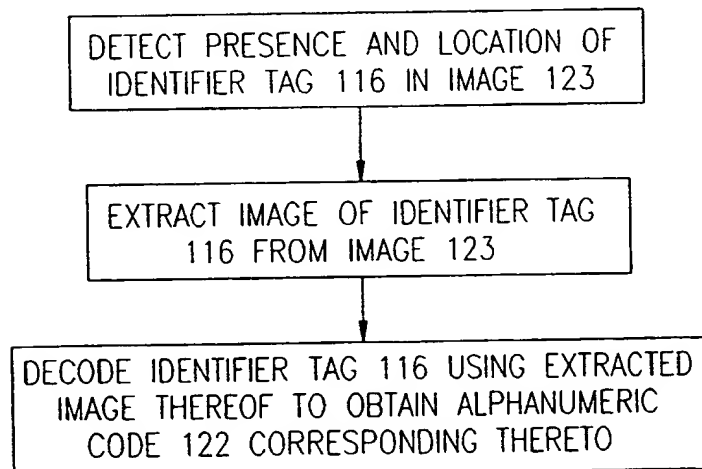 DETECT PRESENCE AND LOCATION OF
IDENTIFIER TAG 116 IN IMAGE 123
EXTRACT IMAGE OF IDENTIFIER TAG
116 FROM IMAGE 123
DECODE IDENTIFIER TAG 116 USING EXTRACTED
IMAGE THEREOF TO OBTAIN ALPHANUMERIC
CODE 122 CORRESPONDING THERETO